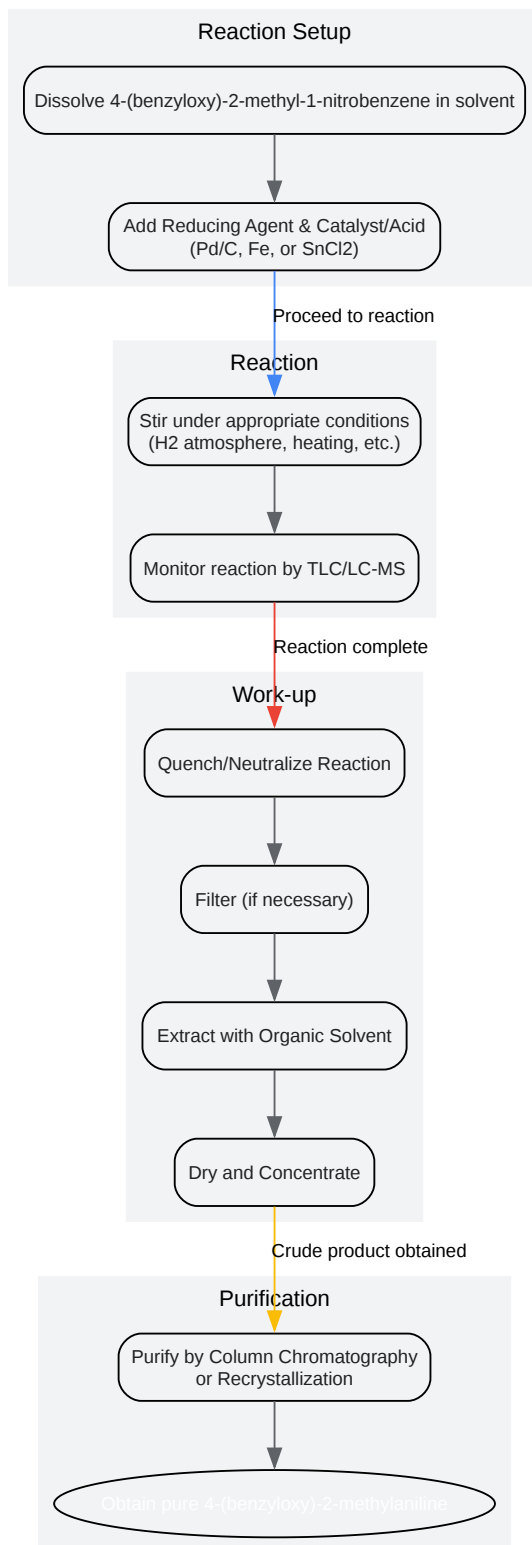 Reaction Setup
Dissolve 4-(benzyloxy)-2-methyl-1-nitrobenzene in solvent
Add Reducing Agent & Catalyst/Acid
(Pd/C, Fe, or SnCl2)
Proceed to reaction
Reaction
Stir under appropriate conditions
(H2 atmosphere, heating, etc.)
Monitor reaction by TLC/LC-MS
Reaction complete
Work-up
Quench/Neutralize Reaction
Filter (if necessary)
Extract with Organic Solvent
Dry and Concentrate
Crude product obtained
Purification
Purify by Column Chromatography
or Recrystallization
Obtain pure 4-(benzyloxy)-2-methylaniline